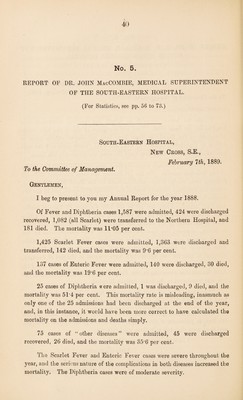 40
No. 5.
REPORT OF DR. JOHN MacCOMBIE, MEDICAL SUPERINTENDENT
OF THE SOUTH-EASTERN HOSPITAL.
(For Statistics, see pp. 56 to 73.)
South-Eastern Hospital,
New Cross, S.E.,
February 7th, 1889.
To the Committee of Management.
Gentlemen,
I beg to present to you my Annual Report for the year 1888.
Of Fever and Diphtheria cases 1,587 were admitted, 424 were discharged
recovered, 1,082 (all Scarlet) were transferred to the Northern Hospital, and
181 died. The mortality was 11·05 per cent.
1,425 Scarlet Fever cases were admitted, 1,365 were discharged and
transferred, 142 died, and the mortality was 9·6 per cent.
137 cases of Enteric Fever were admitted, 140 were discharged, 30 died,
and the mortality was 19·6 per cent.
25 cases of Diphtheria were admitted, 1 was discharged, 9 died, and the
mortality was 51·4 per cent. This mortality rate is misleading, inasmuch as
only one of the 25 admissions had been discharged at the end of the year,
and, in this instance, it would have been more correct to have calculated the
mortality on the admissions and deaths simply.
73 cases of "other diseases" were admitted, 45 were discharged
recovered, 26 died, and the mortality was 35·6 per cent.
The Scarlet Fever and Enteric Fever cases were severe throughout the
year, and the serious nature of the complications in both diseases increased the
mortality. The Diphtheria cases were of moderate severity.